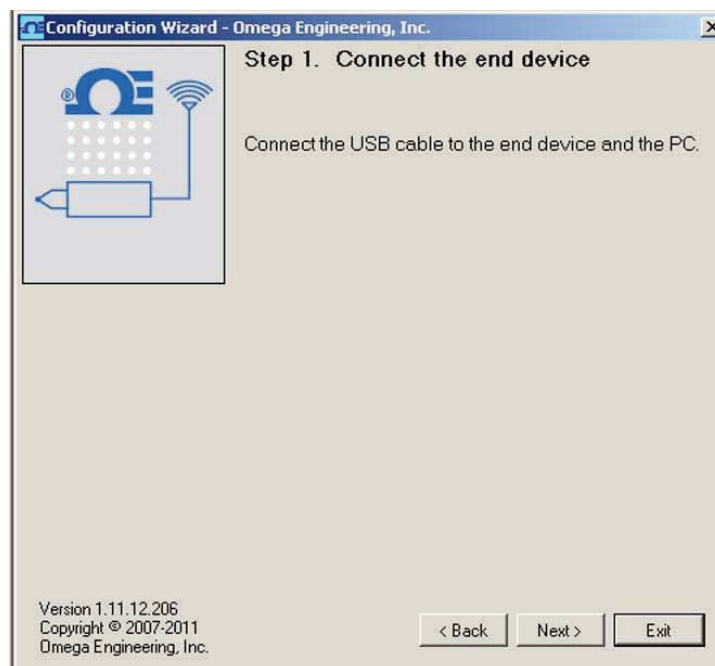 Configuration Wizard - Omega Engineering, Inc.
Step 1. Connect the end device
®
Connect the USB cable to the end device and the PC.
Version 1.11.12.206
Copyright © 2007-2011
Omega Engineering, Inc.
< Back
Next >
Exit